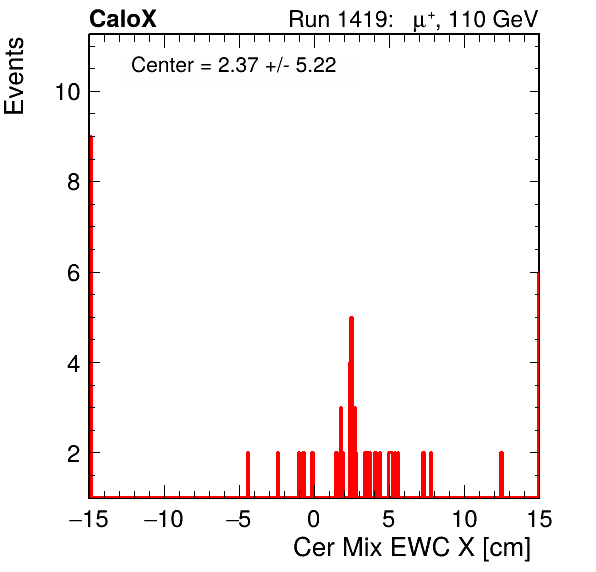 CaloX Run 1419: μ⁺, 110 GeV
Center = 2.37 +/- 5.22
Events
10
8
6
4
2
−15 −10 −5 0 5 10 15
Cer Mix EWC X [cm]